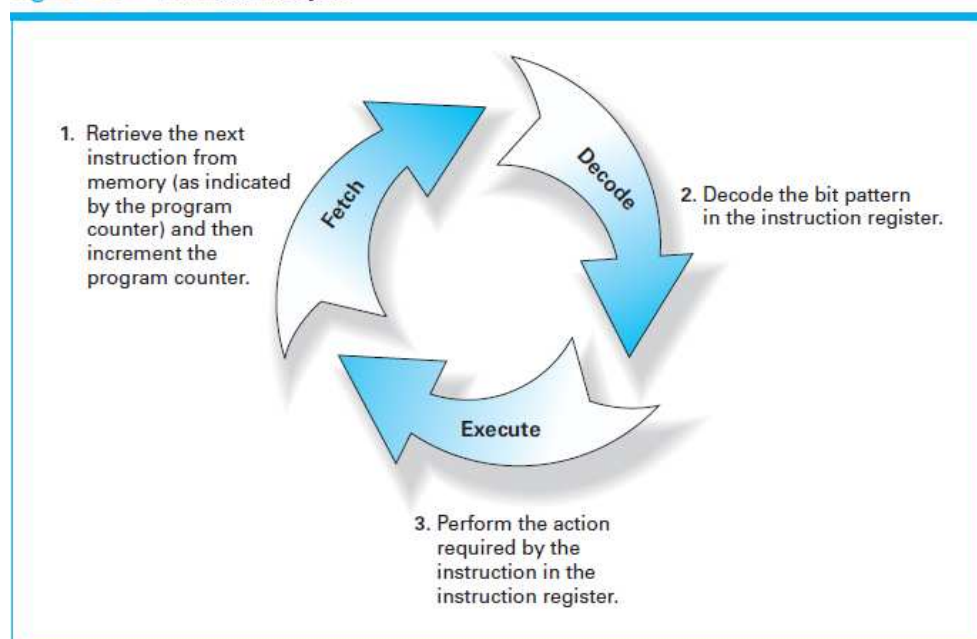 1. Retrieve the next
instruction from
memory (as indicated
by the program
counter) and then
increment the
program counter.
Fetch
Decode
2. Decode the bit pattern
in the instruction register.
Execute
3. Perform the action
required by the
instruction in the
instruction register.